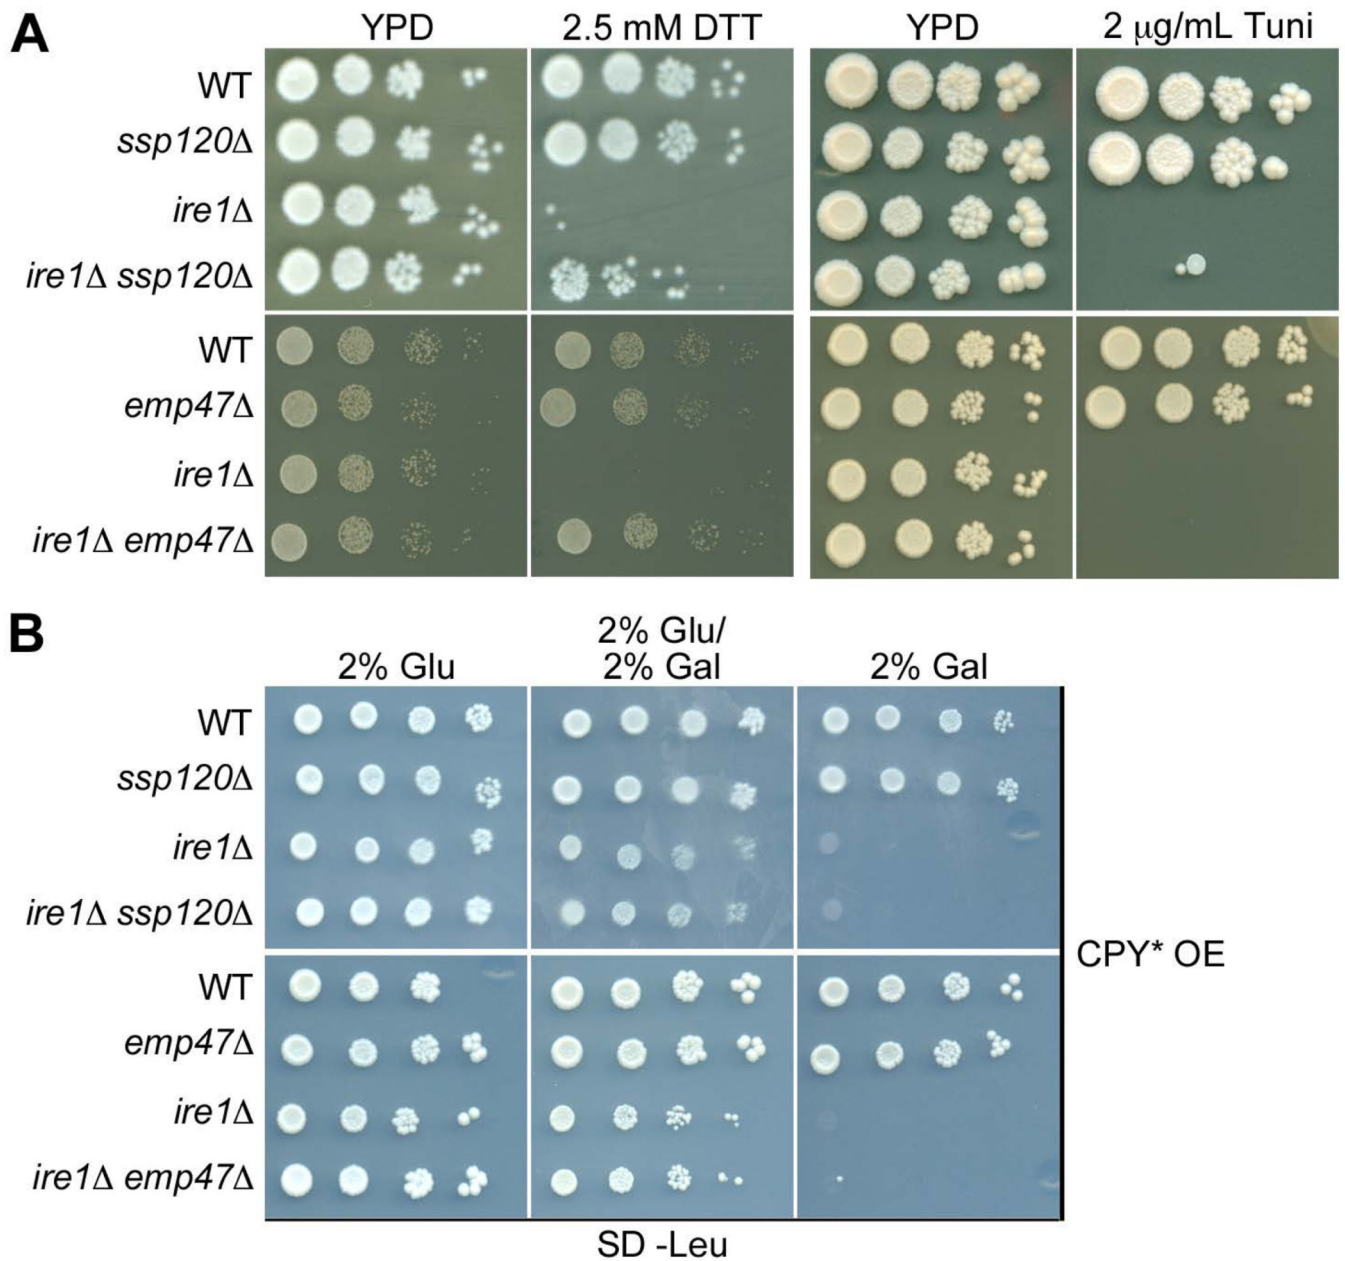 A
YPD
2.5 mM DTT
YPD
2 μg/mL Tuni
WT
ssp120Δ
ire1Δ
ire1Δ ssp120Δ
WT
emp47Δ
ire1Δ
ire1Δ emp47Δ
B
2% Glu
2% Glu/
2% Gal
2% Gal
WT
ssp120Δ
ire1Δ
ire1Δ ssp120Δ
WT
emp47Δ
ire1Δ
ire1Δ emp47Δ
CPY* OE
SD -Leu